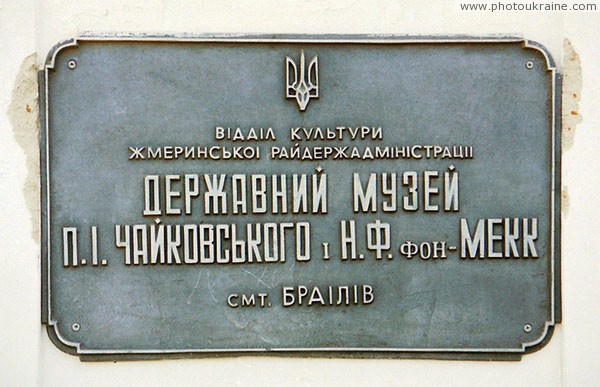 www.photoukraine.com
ВІДДІЛ КУЛЬТУРИ
ЖМЕРИНСЬКОЇ РАЙДЕРЖАДМІНІСТРАЦІЇ
ДЕРЖАВНИЙ МУЗЕЙ
П.І. ЧАЙКОВСЬКОГО І Н.Ф. ФОН-МЕКК
СМТ. БРАЇЛІВ